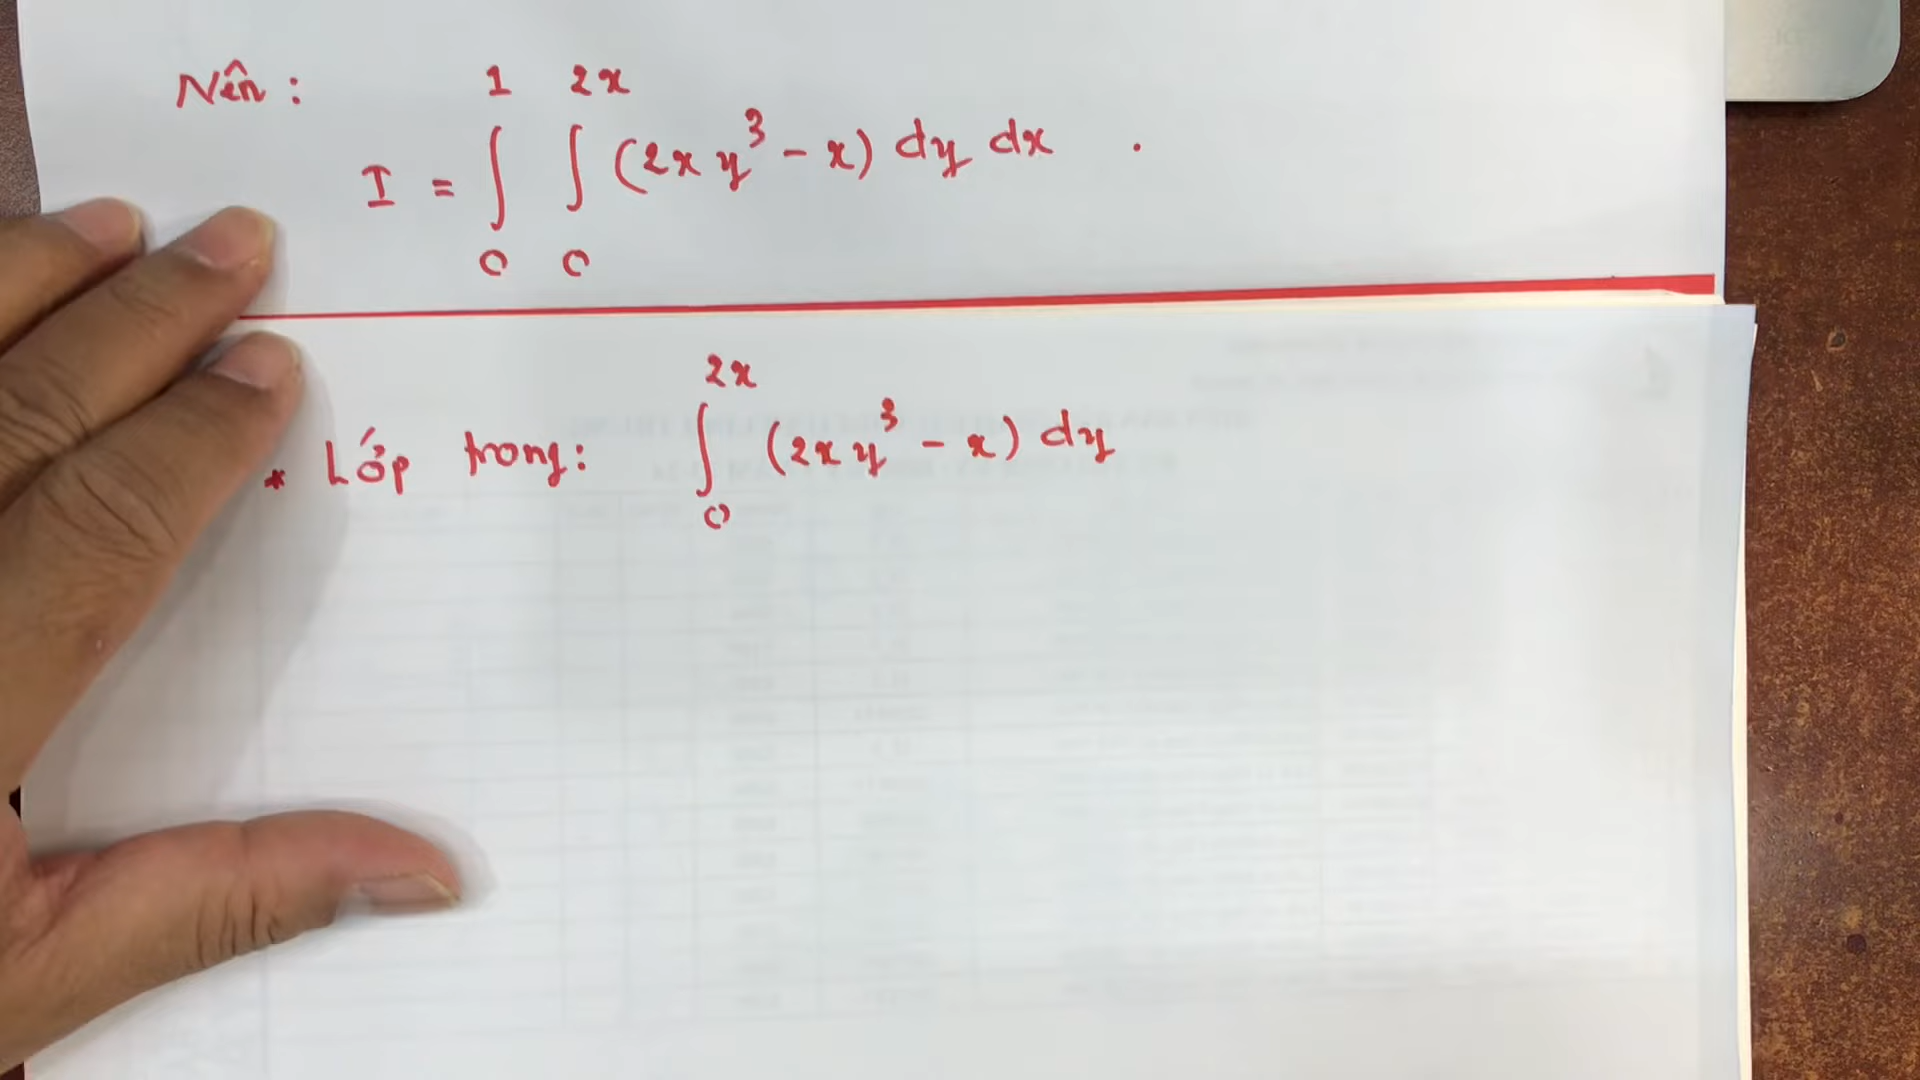 Nên :
I = ∫₀¹ ∫₀²ˣ (2xy³ - x) dy dx .
* Lớp trong: ∫₀²ˣ (2xy³ - x) dy